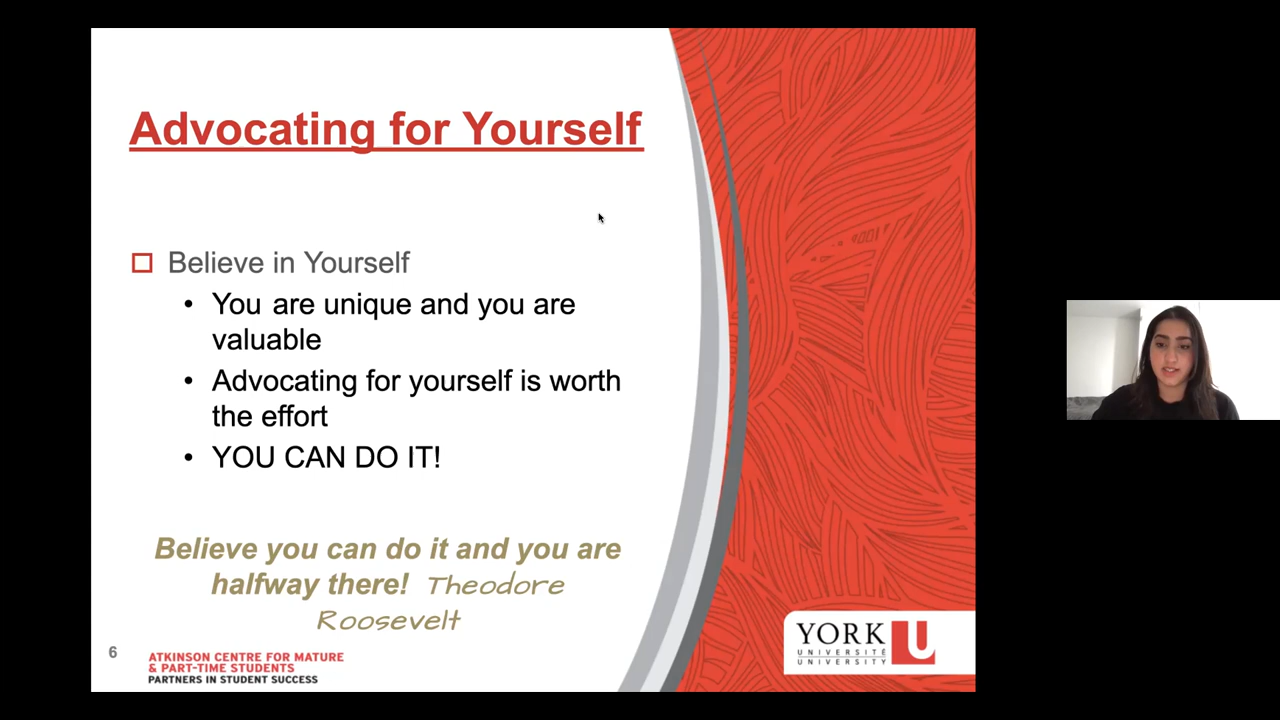 Advocating for Yourself
Believe in Yourself
• You are unique and you are
valuable
• Advocating for yourself is worth
the effort
• YOU CAN DO IT!
Believe you can do it and you are
halfway there! Theodore
Roosevelt
6
ATKINSON CENTRE FOR MATURE
& PART-TIME STUDENTS
PARTNERS IN STUDENT SUCCESS
YORK U
UNIVERSITÉ
UNIVERSITY